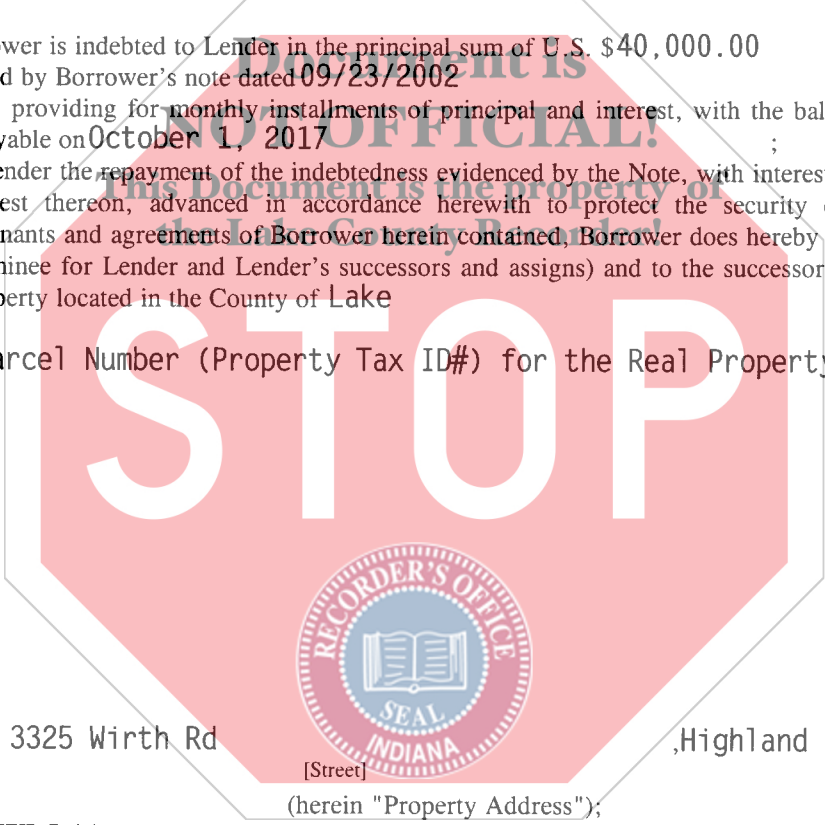 wer is indebted to Lender in the principal sum of U.S. $40,000.00
d by Borrower's note dated 09/23/2002
providing for monthly installments of principal and interest, with the bal
yable on October 1, 2017 ;
ender the repayment of the indebtedness evidenced by the Note, with interest
est thereon, advanced in accordance herewith to protect the security
nants and agreements of Borrower herein contained, Borrower does hereby
inee for Lender and Lender's successors and assigns) and to the successor
perty located in the County of Lake
arcel Number (Property Tax ID#) for the Real Property
Document is
NOT OFFICIAL!
This Document is the property of
the Lake County Recorder!
STOP
RECORDER'S OFFICE
SEAL
INDIANA
3325 Wirth Rd ,Highland
[Street]
(herein "Property Address");